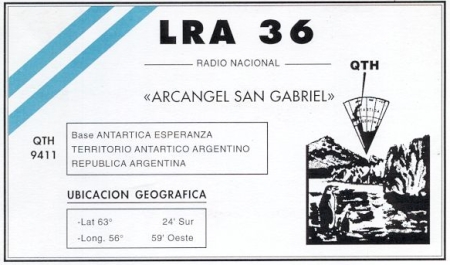 LRA 36
RADIO NACIONAL
«ARCANGEL SAN GABRIEL»
QTH
QTH
9411
Base ANTARTICA ESPERANZA
TERRITORIO ANTARTICO ARGENTINO
REPUBLICA ARGENTINA
UBICACION GEOGRAFICA
-Lat 63° 24' Sur
-Long. 56° 59' Oeste